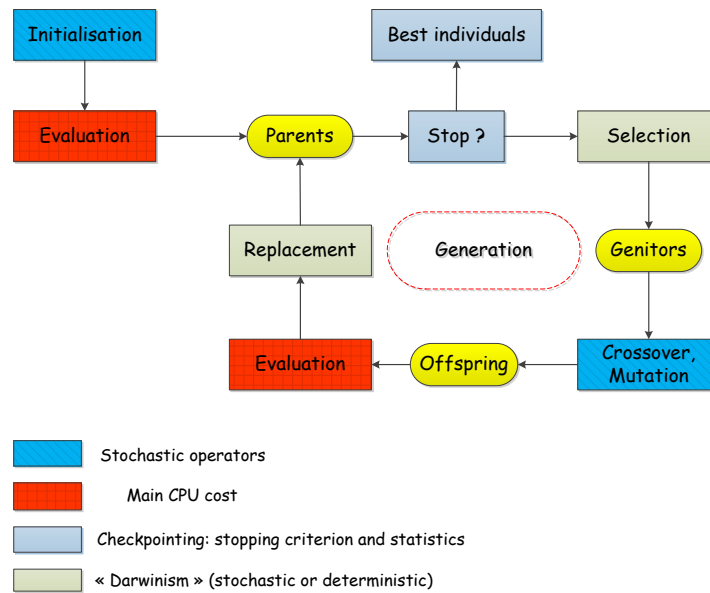 Initialisation
Best individuals
Evaluation
Parents
Stop ?
Selection
Replacement
Generation
Genitors
Evaluation
Offspring
Crossover,
Mutation
Stochastic operators
Main CPU cost
Checkpointing: stopping criterion and statistics
« Darwinism » (stochastic or deterministic)